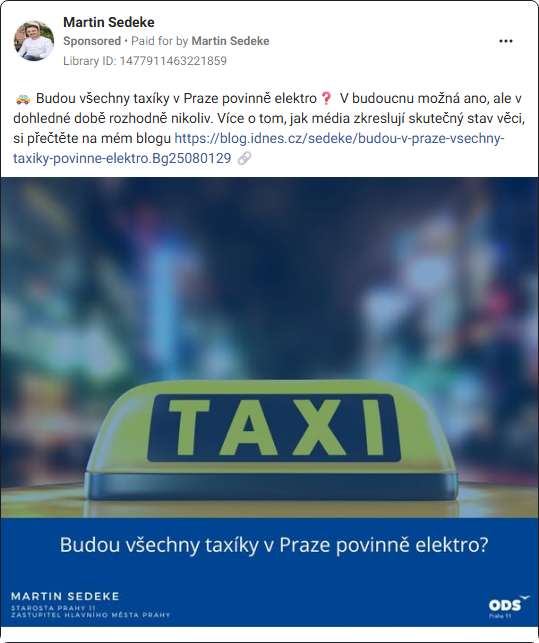 Martin Sedeke
Sponsored • Paid for by Martin Sedeke
Library ID: 1477911463221859
🚕 Budou všechny taxíky v Praze povinně elektro❓ V budoucnu možná ano, ale v
dohledné době rozhodně nikoliv. Více o tom, jak média zkreslují skutečný stav věci,
si přečtěte na mém blogu https://blog.idnes.cz/sedeke/budou-v-praze-vsechny-
taxiky-povinne-elektro.Bg25080129 🔗
TAXI
Budou všechny taxíky v Praze povinně elektro?
MARTIN SEDEKE
STAROSTA PRAHY 11
ZASTUPITEL HLAVNÍHO MĚSTA PRAHY
ODS
Praha 11